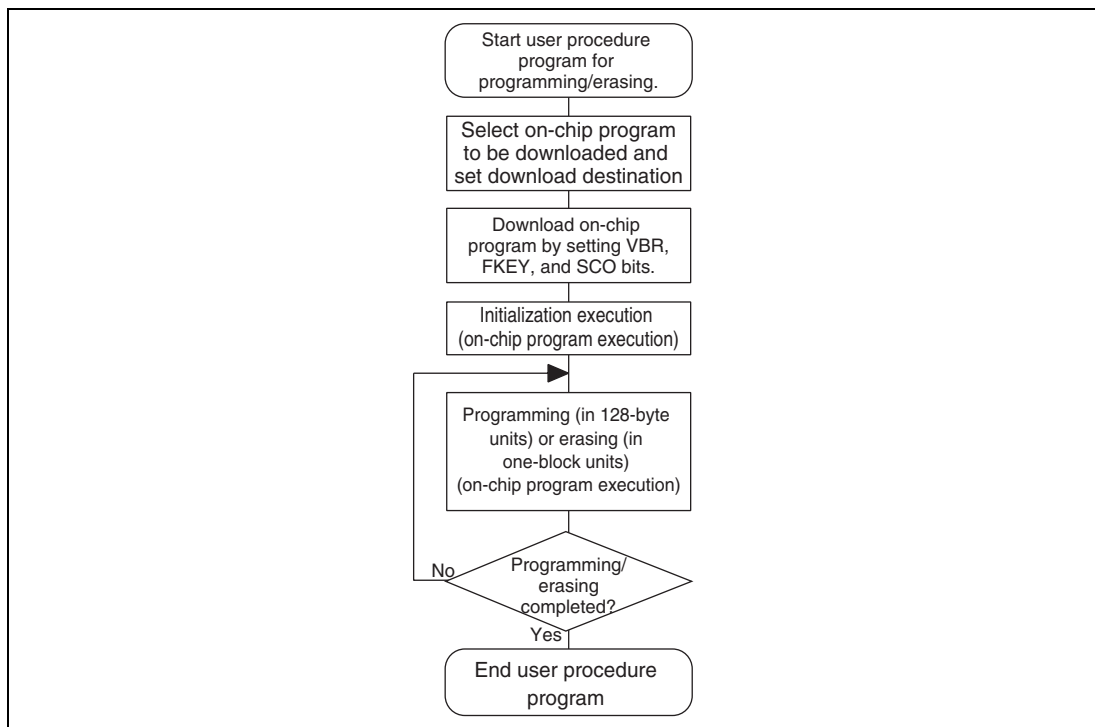 Start user procedure
program for
programming/erasing.
Select on-chip program
to be downloaded and
set download destination
Download on-chip
program by setting VBR,
FKEY, and SCO bits.
Initialization execution
(on-chip program execution)
Programming (in 128-byte
units) or erasing (in
one-block units)
(on-chip program execution)
No
Programming/
erasing
completed?
Yes
End user procedure
program